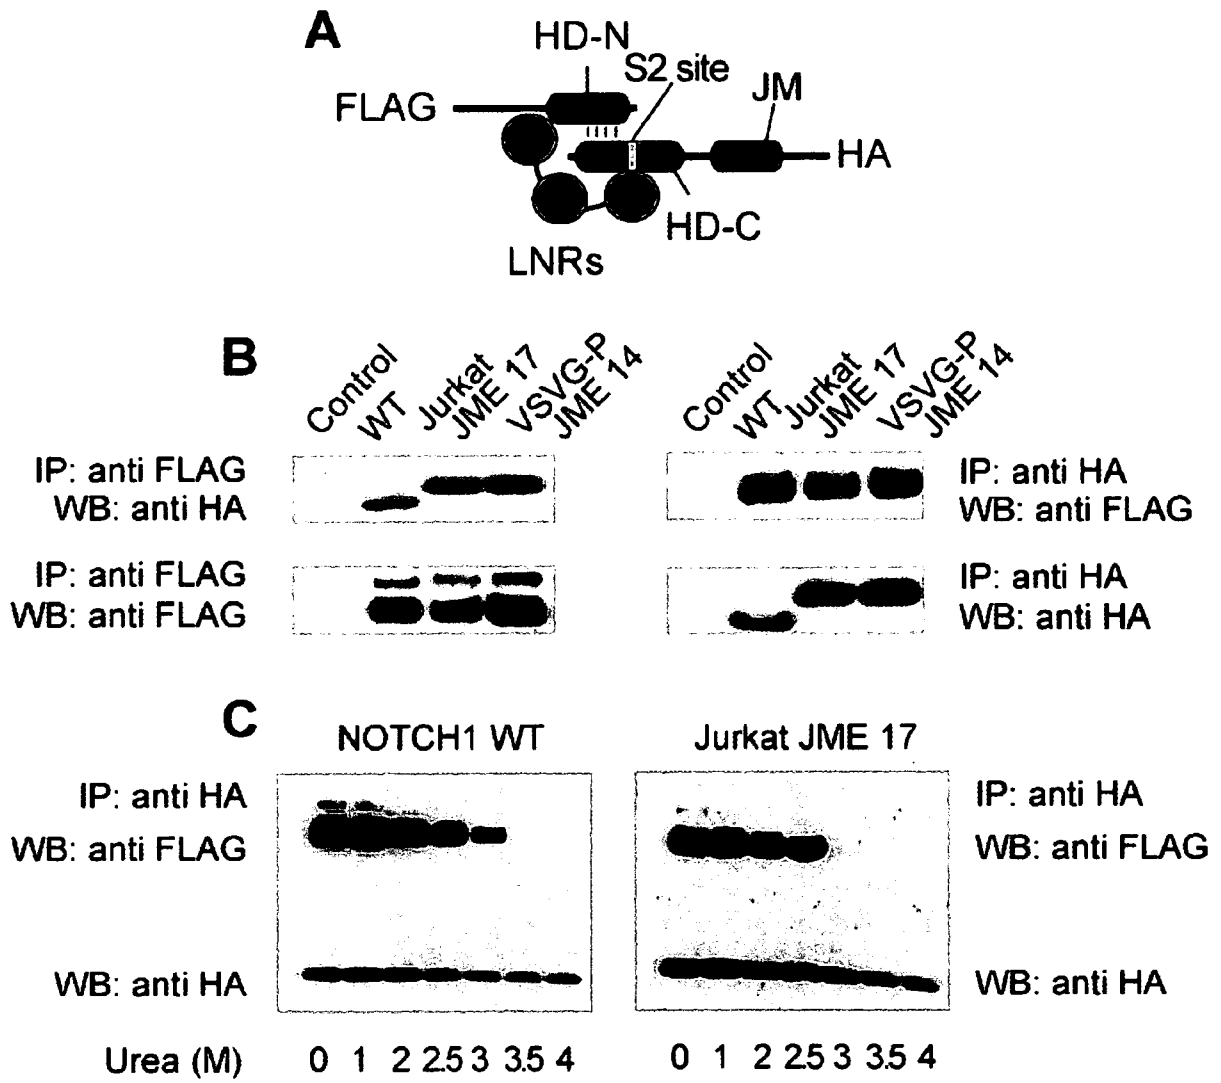 A
HD-N
S2 site
JM
FLAG
HA
HD-C
LNRs
B
Control
WT
Jurkat
JME 17
VSVG-P
JME 14
Control
WT
Jurkat
JME 17
VSVG-P
JME 14
IP: anti FLAG
WB: anti HA
IP: anti HA
WB: anti FLAG
IP: anti FLAG
WB: anti FLAG
IP: anti HA
WB: anti HA
C
NOTCH1 WT
Jurkat JME 17
IP: anti HA
WB: anti FLAG
IP: anti HA
WB: anti FLAG
WB: anti HA
WB: anti HA
Urea (M) 0 1 2 2.5 3 3.5 4
0 1 2 2.5 3 3.5 4